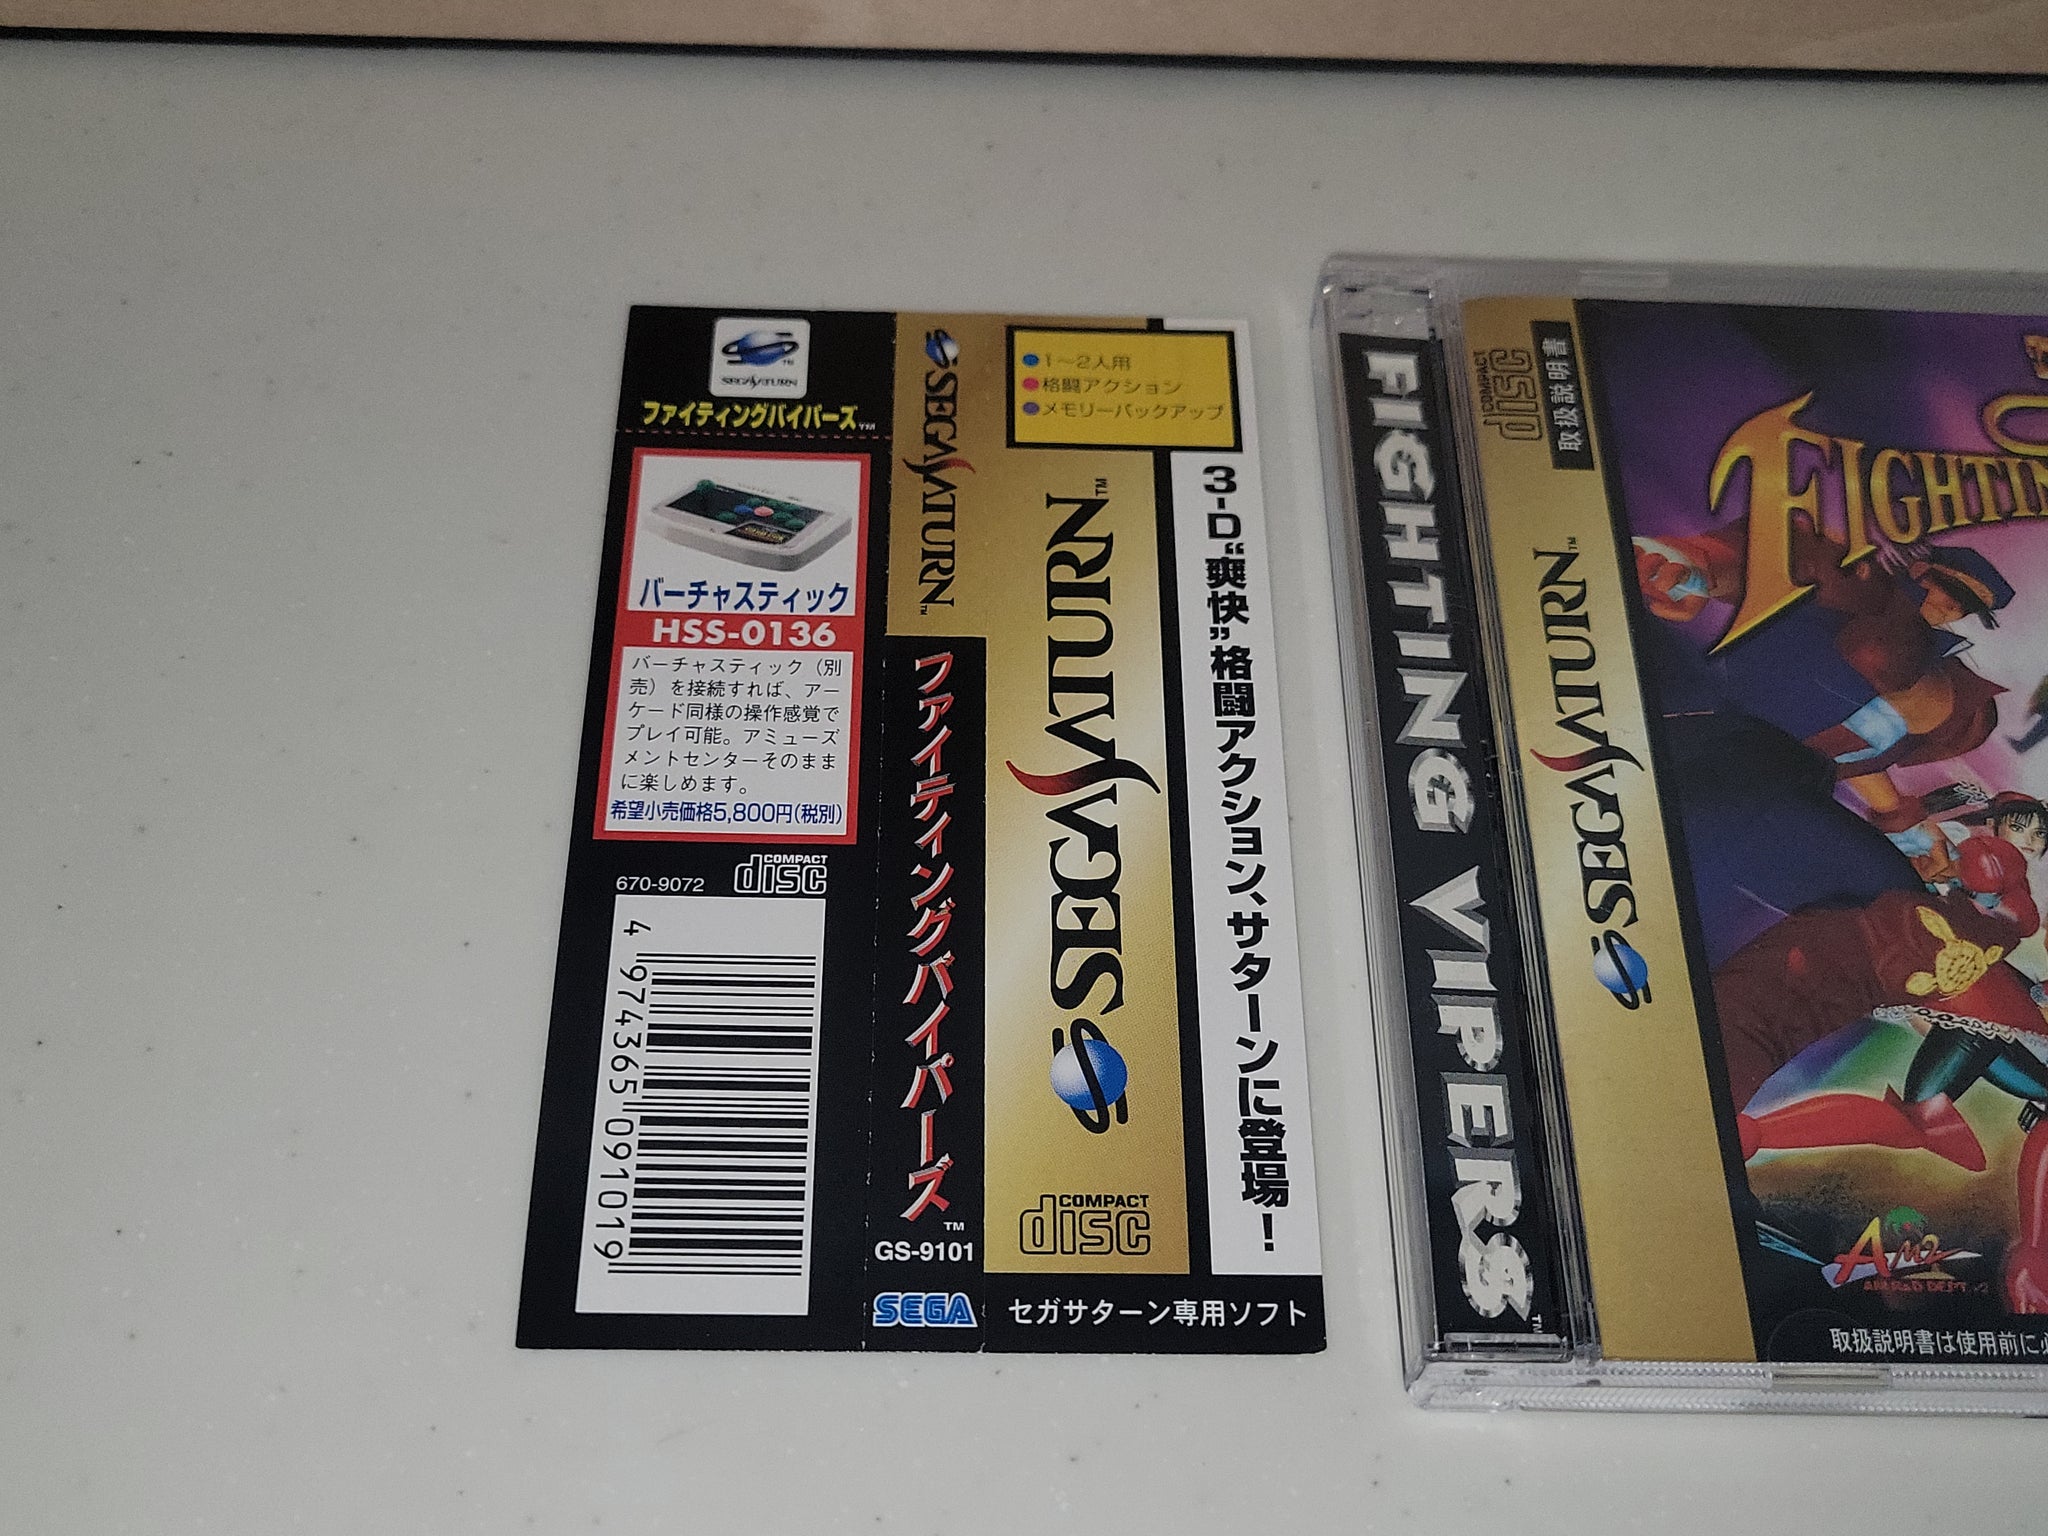 SEGA SATURN
ファイティングバイパーズ™
バーチャスティック
HSS-0136
バーチャスティック（別
売）を接続すれば、アー
ケード同様の操作感覚で
プレイ可能。アミューズ
メントセンターそのまま
に楽しめます。
希望小売価格5,800円(税別)
670-9072
COMPACT
disc
4 974365 091019
SEGA SATURN™
ファイティングバイパーズ™
GS-9101
SEGA
●1〜2人用
●格闘アクション
●メモリーバックアップ
SEGA SATURN™
COMPACT
disc
3-D“爽快”格闘アクション、サターンに登場！
セガサターン専用ソフト
FIGHTING VIPERS™
COMPACT
disc
取扱説明書
SEGA SATURN™
FIGHTIN
AM2
取扱説明書は使用前に